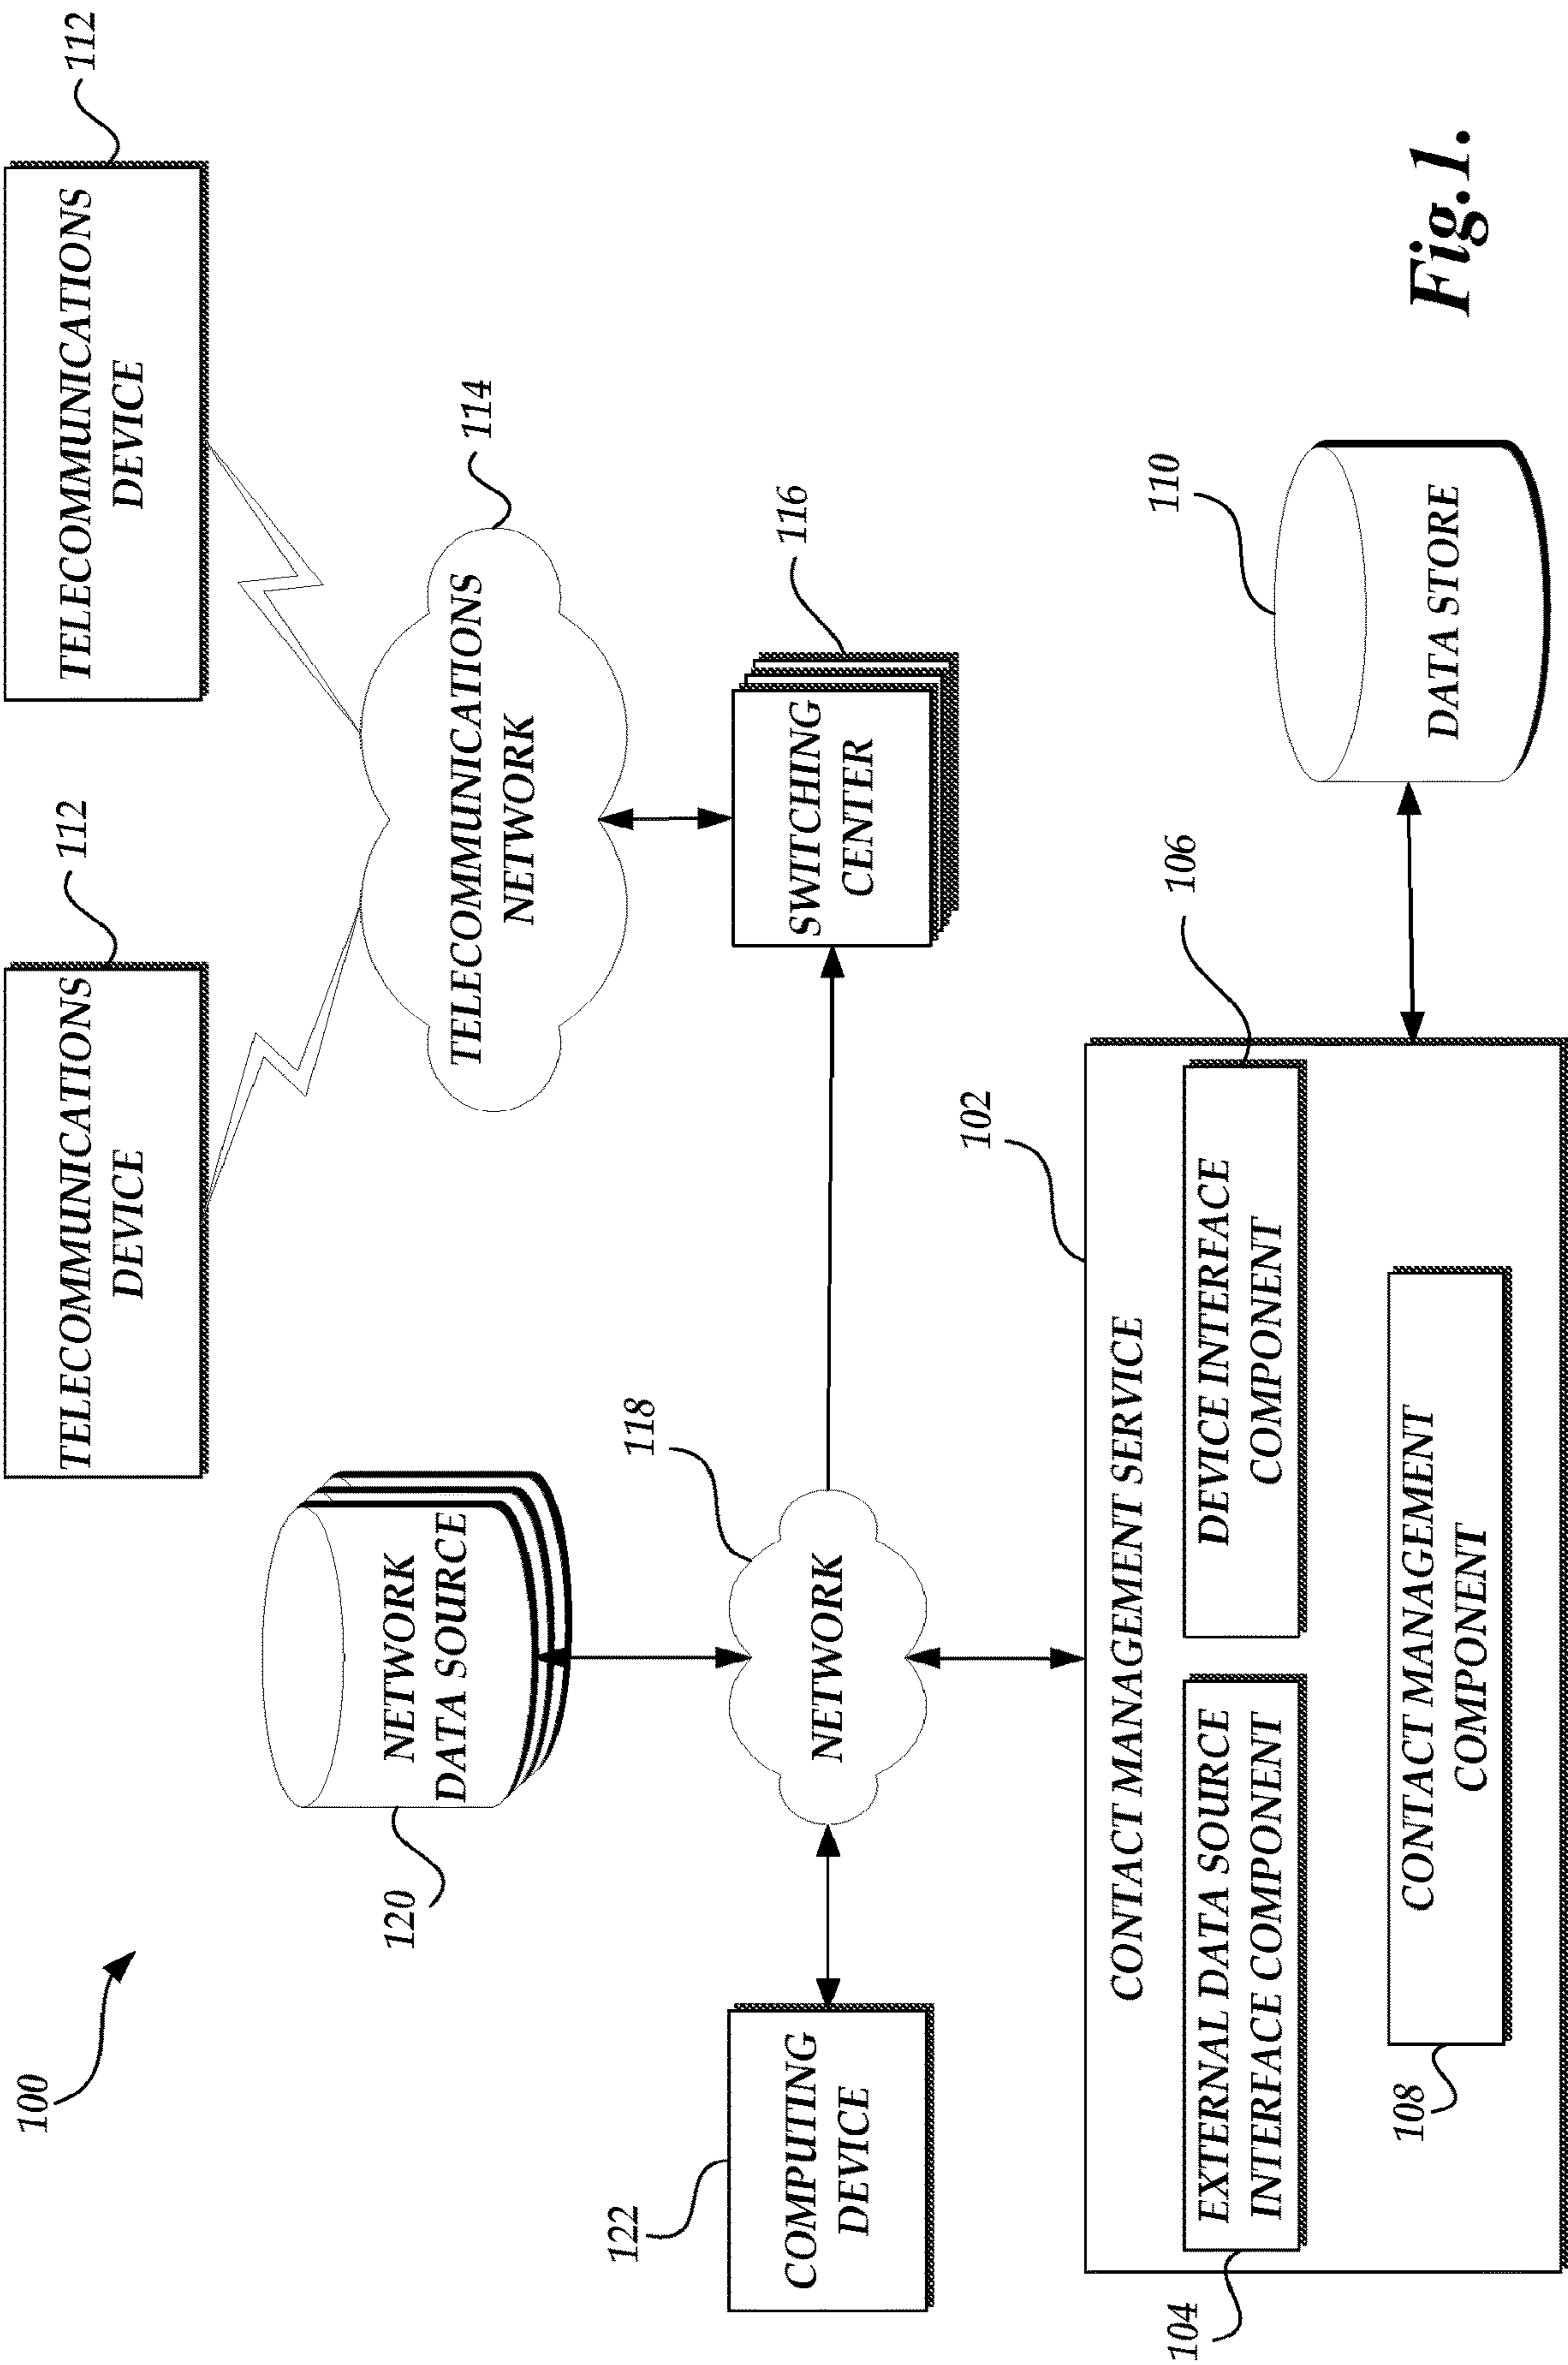 100
TELECOMMUNICATIONS
DEVICE
112
TELECOMMUNICATIONS
DEVICE
112
120
NETWORK
DATA SOURCE
TELECOMMUNICATIONS
NETWORK
114
122
COMPUTING
DEVICE
NETWORK
118
SWITCHING
CENTER
116
102
CONTACT MANAGEMENT SERVICE
104
EXTERNAL DATA SOURCE
INTERFACE COMPONENT
DEVICE INTERFACE
COMPONENT
106
108
CONTACT MANAGEMENT
COMPONENT
110
DATA STORE
Fig.1.